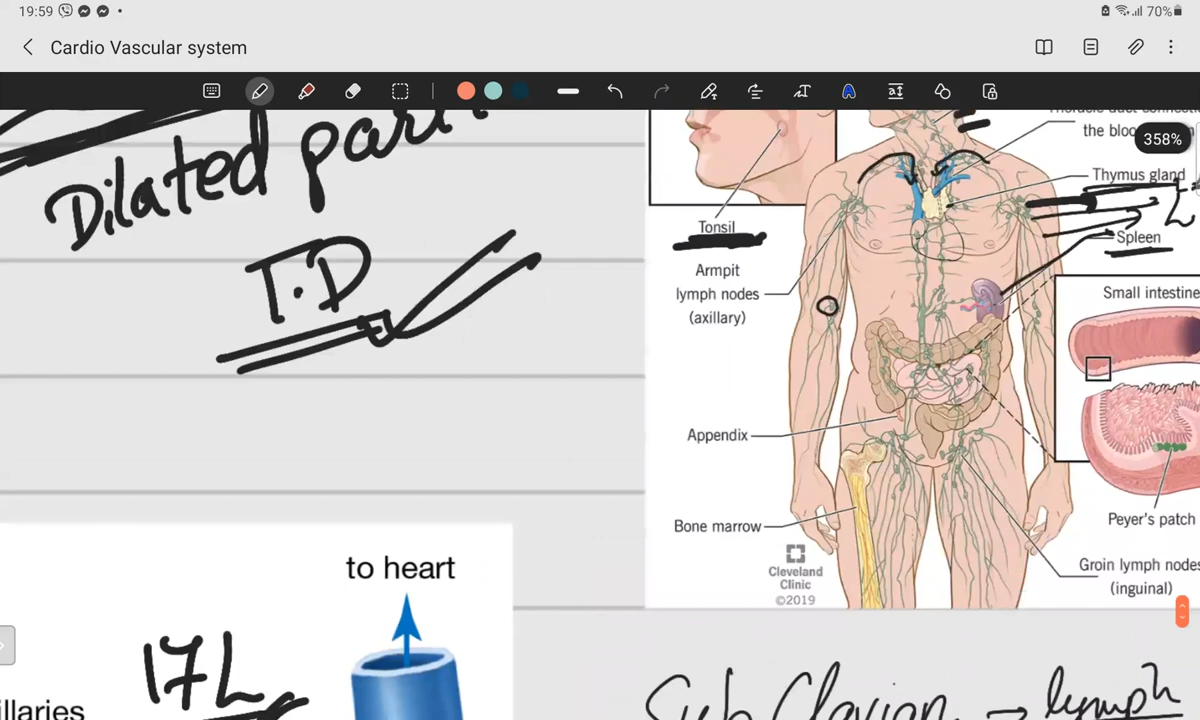 19:59
70%
Cardio Vascular system
Dilated part
T.D
to heart
17L
illaries
the bloo
358%
Thymus gland
Tonsil
Spleen
Armpit
lymph nodes
(axillary)
Small intestine
Appendix
Bone marrow
Peyer's patch
Cleveland
Clinic
©2019
Groin lymph nodes
(inguinal)
Sub Clavian → lymph